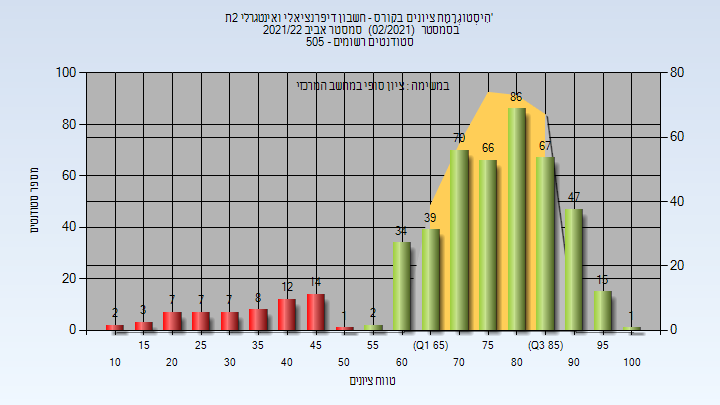 היסטוגרמת ציונים בקורס - חשבון דיפרנציאלי ואינטגרלי 2ת'
בסמסטר (02/2021) סמסטר אביב 2021/22
סטודנטים רשומים - 505
במשימה : ציון סופי במחשב המרכזי
100 80
80 60
60 40
40 20
20 0
0
מספר סטודנטים
2 3 7 7 7 8 12 14 1 2 34 39 70 66 86 67 47 15 1
15 25 35 45 55 (Q1 65) 75 (Q3 85) 95
10 20 30 40 50 60 70 80 90 100
טווח ציונים